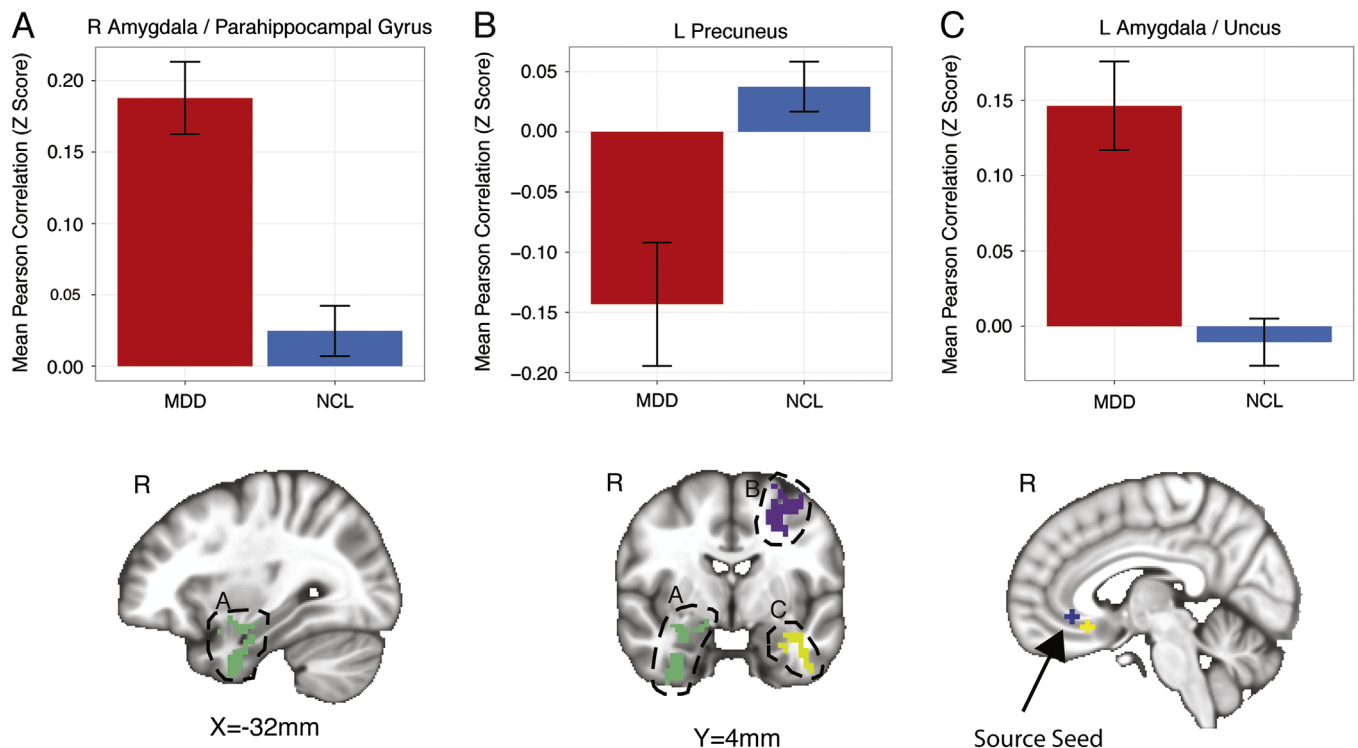 A
R Amygdala / Parahippocampal Gyrus
Mean Pearson Correlation (Z Score)
0.20
0.15
0.10
0.05
0.00
MDD
NCL
B
L Precuneus
Mean Pearson Correlation (Z Score)
0.05
0.00
−0.05
−0.10
−0.15
−0.20
MDD
NCL
C
L Amygdala / Uncus
Mean Pearson Correlation (Z Score)
0.15
0.10
0.05
0.00
MDD
NCL
R
A
X=-32mm
R
B
A
C
Y=4mm
R
Source Seed